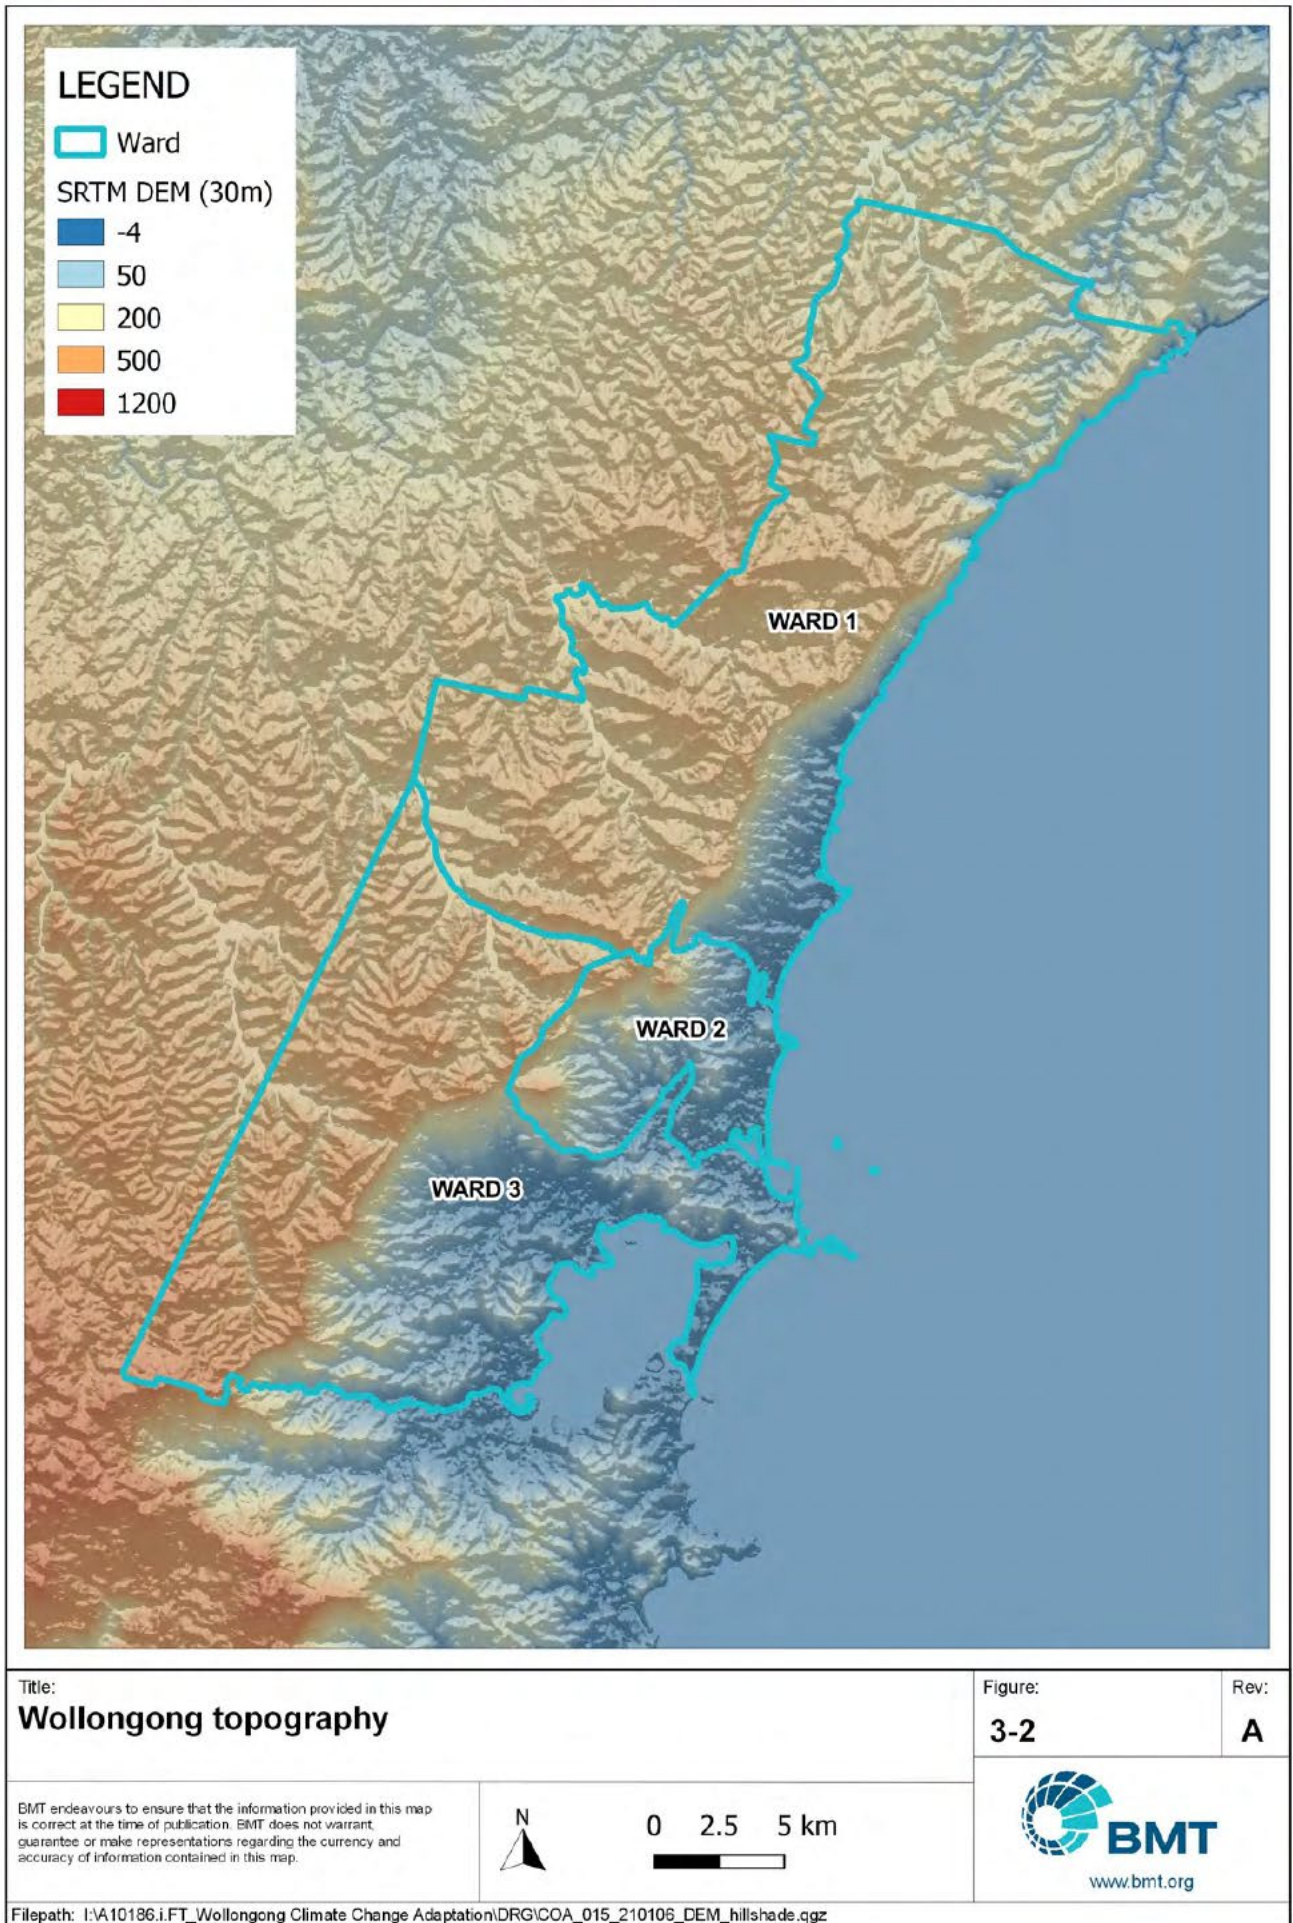 LEGEND
Ward
SRTM DEM (30m)
-4
50
200
500
1200
WARD 1
WARD 2
WARD 3
Title:
Wollongong topography
Figure:
3-2
Rev:
A
BMT endeavours to ensure that the information provided in this map
is correct at the time of publication. BMT does not warrant,
guarantee or make representations regarding the currency and
accuracy of information contained in this map.
N
0 2.5 5 km
BMT
www.bmt.org
Filepath: I:\A10186.i.FT_Wollongong Climate Change Adaptation\DRG\COA_015_210106_DEM_hillshade.qgz